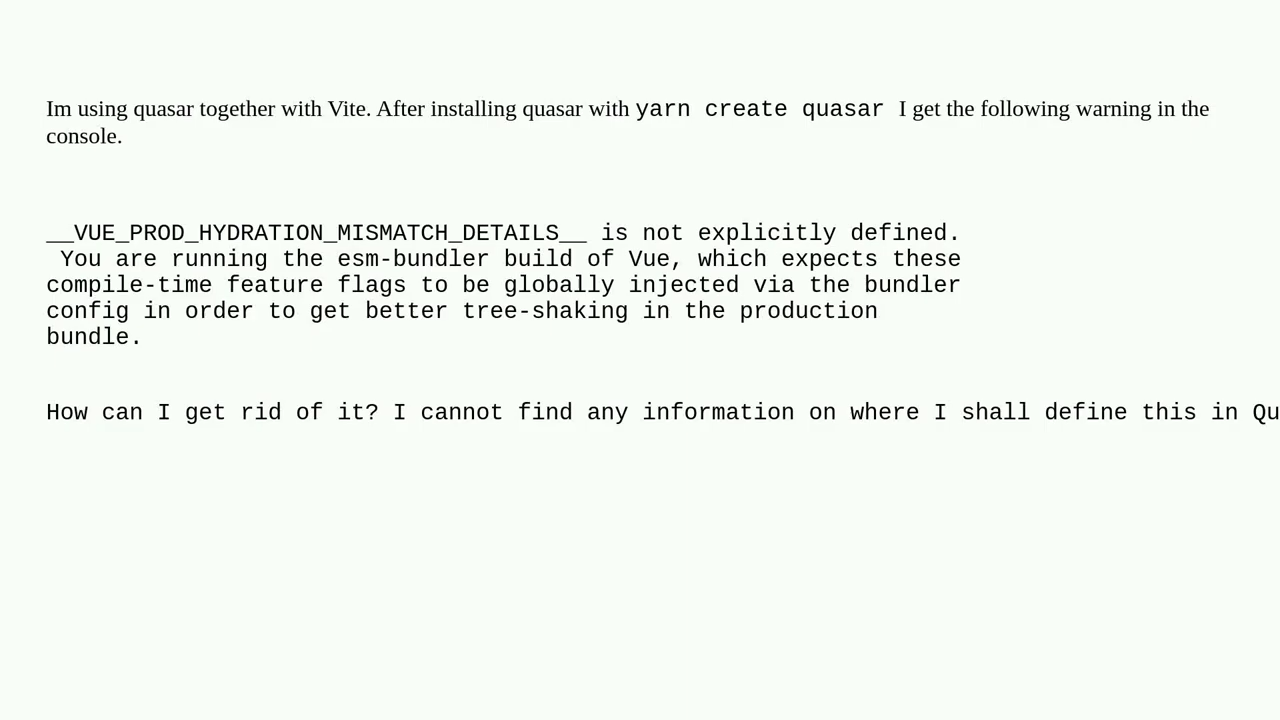 Im using quasar together with Vite. After installing quasar with yarn create quasar I get the following warning in the
console.
__VUE_PROD_HYDRATION_MISMATCH_DETAILS__ is not explicitly defined.
You are running the esm-bundler build of Vue, which expects these
compile-time feature flags to be globally injected via the bundler
config in order to get better tree-shaking in the production
bundle.
How can I get rid of it? I cannot find any information on where I shall define this in